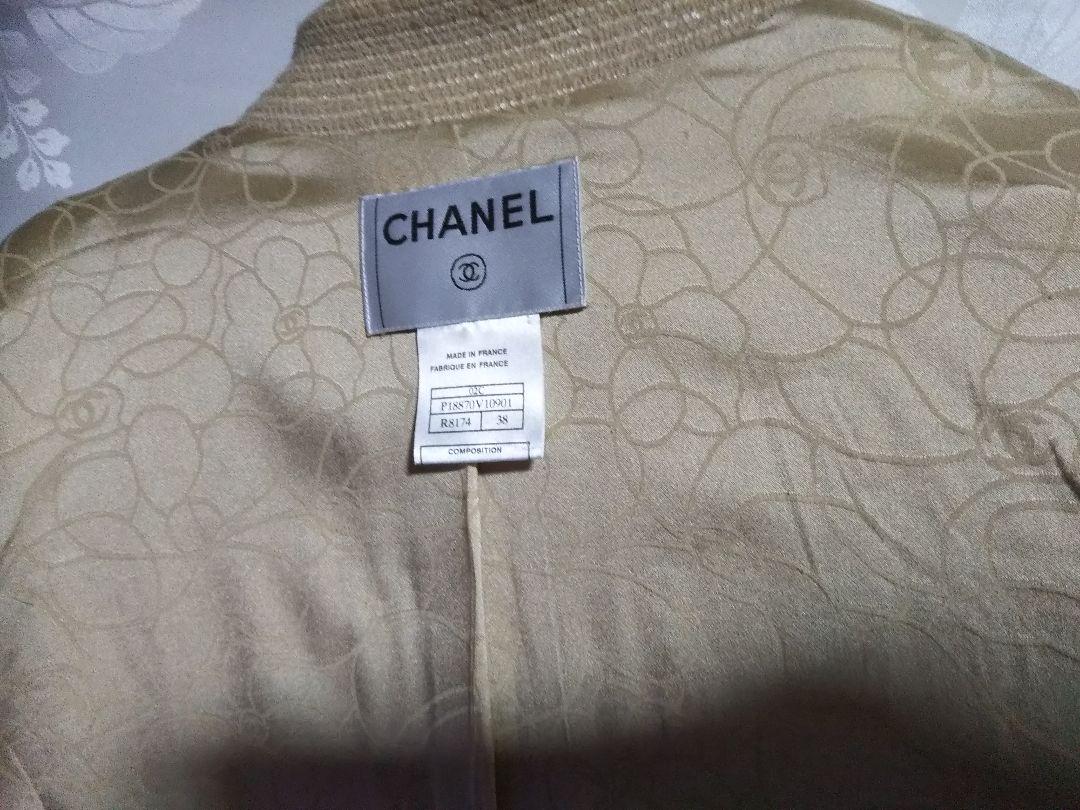 CHANEL
MADE IN FRANCE
FABRIQUE EN FRANCE
02C
P18870V10901
R8174 38
COMPOSITION